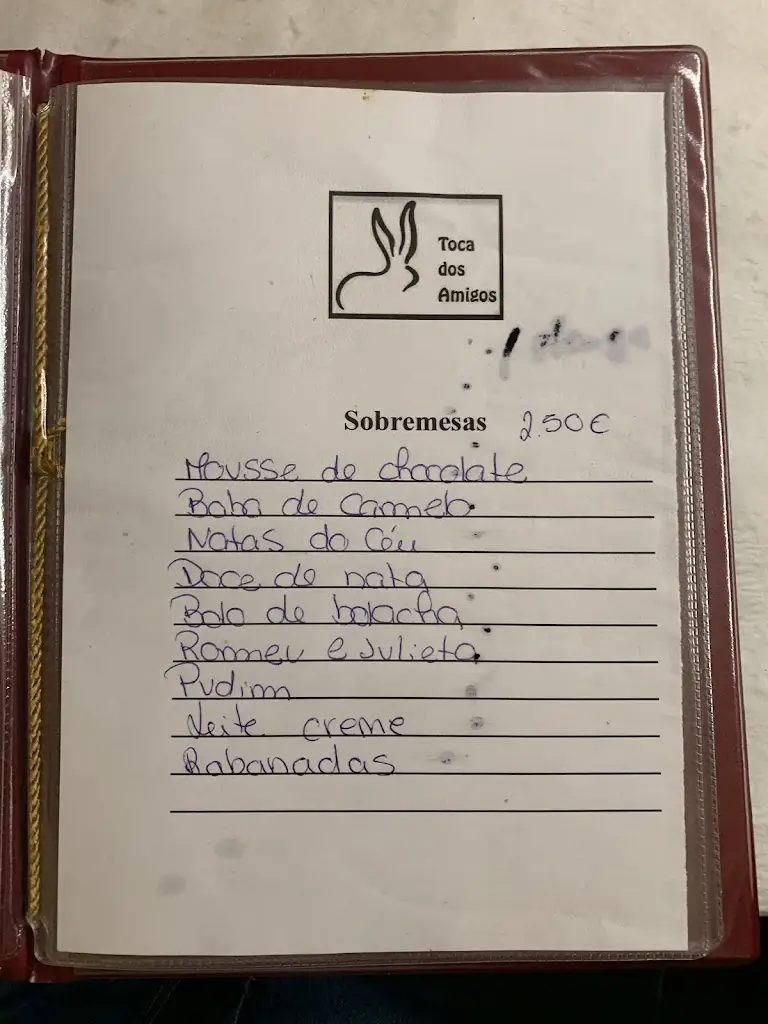 Toca
dos
Amigos
Sobremesas 2.50€
Mousse de chocolate
Baba de Camelo
Natas do Céu
Doce de nata
Bolo de bolacha
Romeu e Julieta
Pudim
Leite creme
Rabanadas